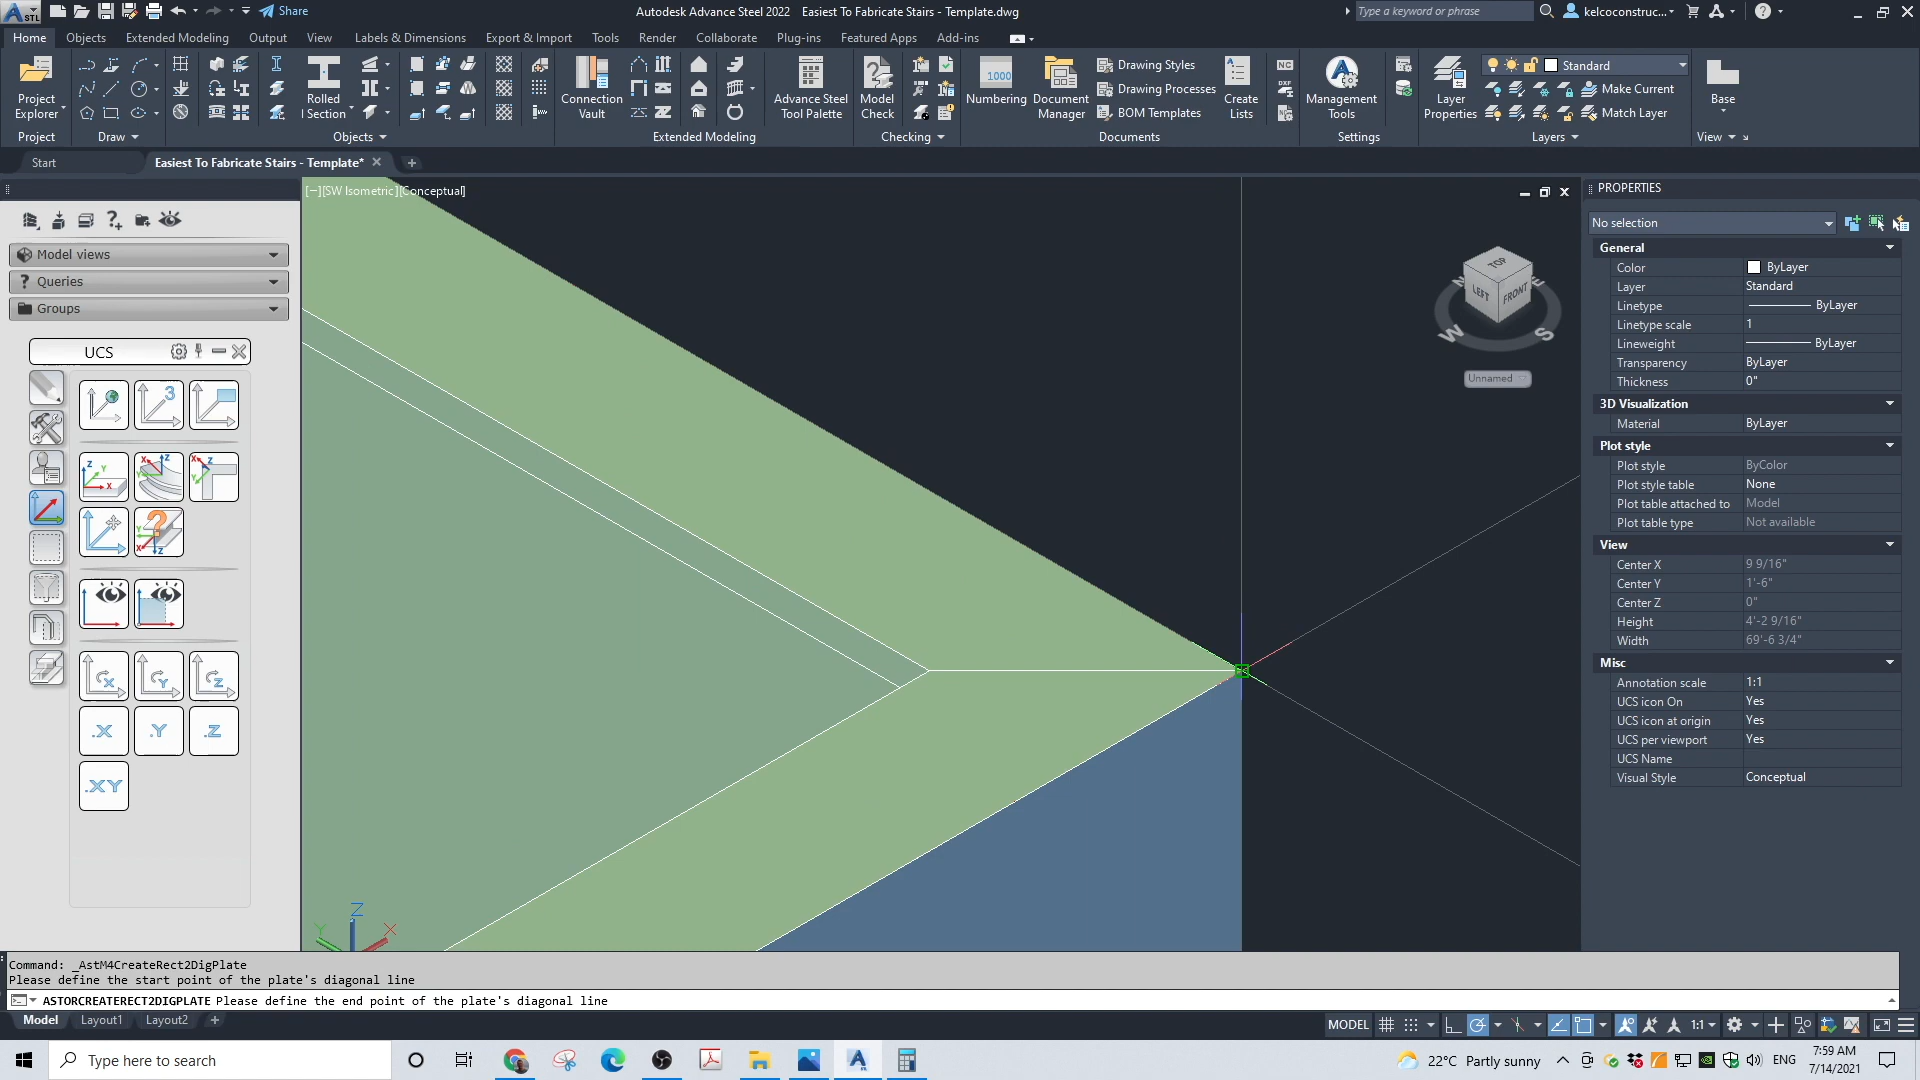 Share
Autodesk Advance Steel 2022 Easiest To Fabricate Stairs - Template.dwg
Type a keyword or phrase
kelcoconstruc...
Home Objects Extended Modeling Output View Labels & Dimensions Export & Import Tools Render Collaborate Plug-ins Featured Apps Add-ins
Project Explorer
Rolled I Section
Connection Vault
Advance Steel Tool Palette
Model Check
1000
Numbering
Document Manager
Drawing Styles
Drawing Processes
BOM Templates
Create Lists
NC
DXF
Management Tools
Layer Properties
Standard
Make Current
Match Layer
Base
Project Draw Objects Extended Modeling Checking Documents Settings Layers View
Start
Easiest To Fabricate Stairs - Template*
[−][SW Isometric][Conceptual]
Model views
Queries
Groups
UCS
3
X
Y
Z
.X
.Y
.Z
.XY
Z
Y
X
TOP
LEFT
FRONT
N
E
W
S
Unnamed
PROPERTIES
No selection
General
Color ByLayer
Layer Standard
Linetype ByLayer
Linetype scale 1
Lineweight ByLayer
Transparency ByLayer
Thickness 0"
3D Visualization
Material ByLayer
Plot style
Plot style ByColor
Plot style table None
Plot table attached to Model
Plot table type Not available
View
Center X 9 9/16"
Center Y 1'-6"
Center Z 0"
Height 4'-2 9/16"
Width 69'-6 3/4"
Misc
Annotation scale 1:1
UCS icon On Yes
UCS icon at origin Yes
UCS per viewport Yes
UCS Name
Visual Style Conceptual
Command: _AstM4CreateRect2DigPlate
Please define the start point of the plate's diagonal line
ASTORCREATERECT2DIGPLATE Please define the end point of the plate's diagonal line
Model Layout1 Layout2
MODEL
1:1
Type here to search
22°C Partly sunny
ENG
7:59 AM
7/14/2021